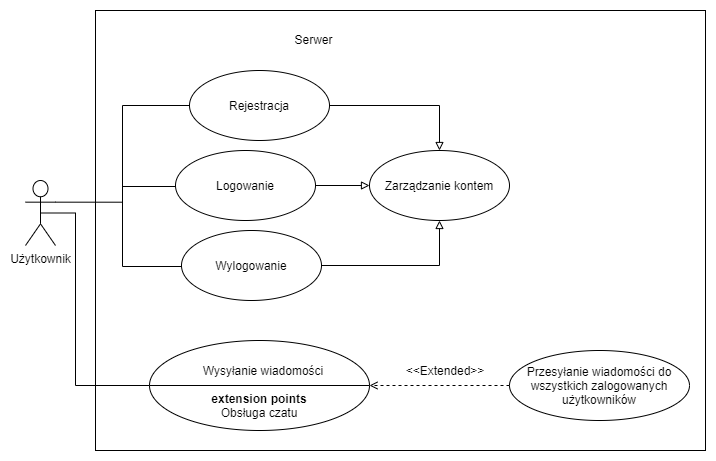 Serwer
Rejestracja
Logowanie
Zarządzanie kontem
Wylogowanie
Użytkownik
Wysyłanie wiadomości
extension points
Obsługa czatu
<<Extended>>
Przesyłanie wiadomości do
wszystkich zalogowanych
użytkowników